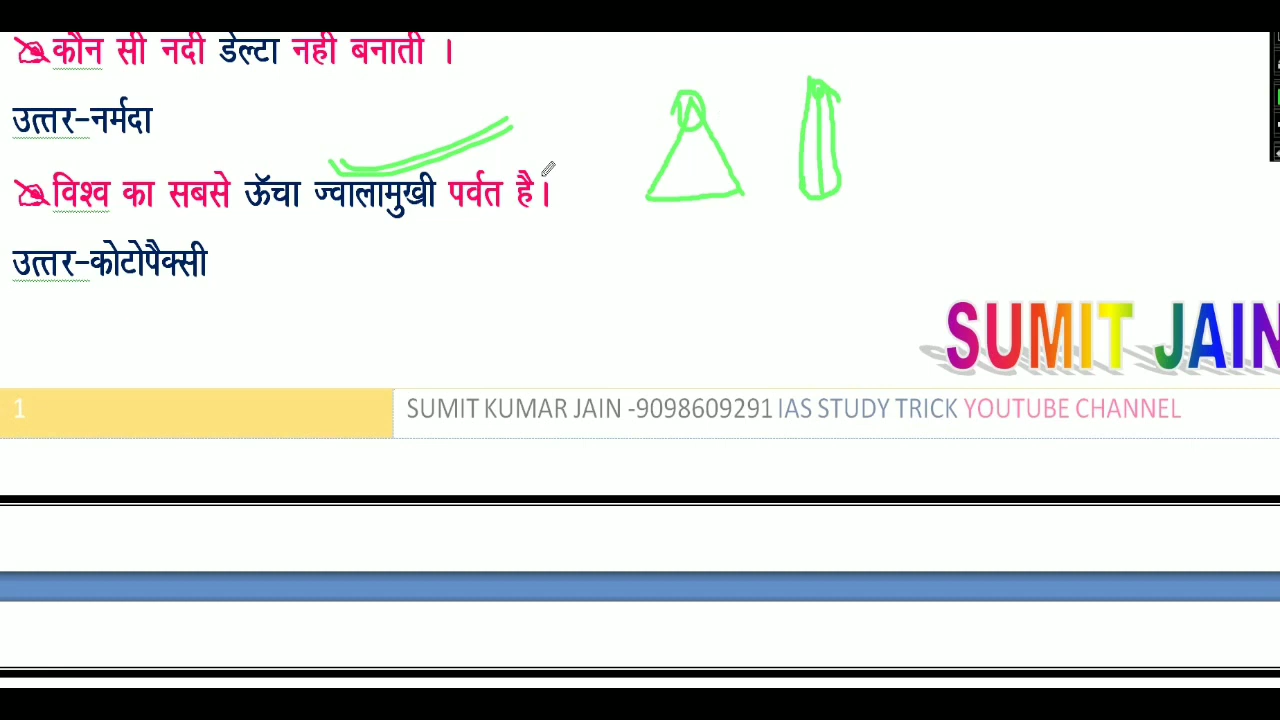 कौन सी नदी डेल्टा नही बनाती ।
उत्तर-नर्मदा
विश्व का सबसे ऊॅचा ज्वालामुखी पर्वत है।
उत्तर-कोटोपैक्सी
SUMIT JAIN
1
SUMIT KUMAR JAIN -9098609291 IAS STUDY TRICK YOUTUBE CHANNEL